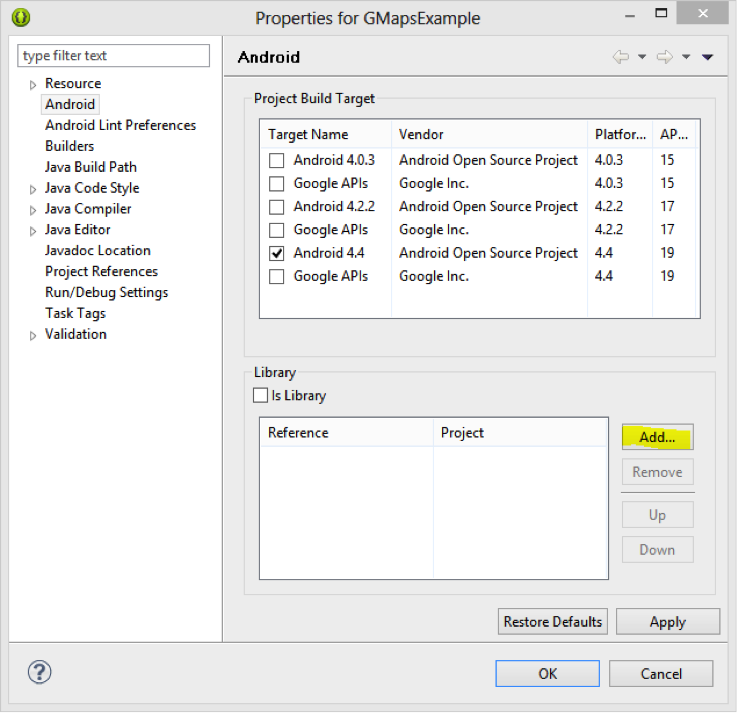 Properties for GMapsExample
type filter text
Resource
Android
Android Lint Preferences
Builders
Java Build Path
Java Code Style
Java Compiler
Java Editor
Javadoc Location
Project References
Run/Debug Settings
Task Tags
Validation
Android
Project Build Target
Target Name Vendor Platfor... AP...
Android 4.0.3 Android Open Source Project 4.0.3 15
Google APIs Google Inc. 4.0.3 15
Android 4.2.2 Android Open Source Project 4.2.2 17
Google APIs Google Inc. 4.2.2 17
Android 4.4 Android Open Source Project 4.4 19
Google APIs Google Inc. 4.4 19
Library
Is Library
Reference Project
Add...
Remove
Up
Down
Restore Defaults Apply
? OK Cancel